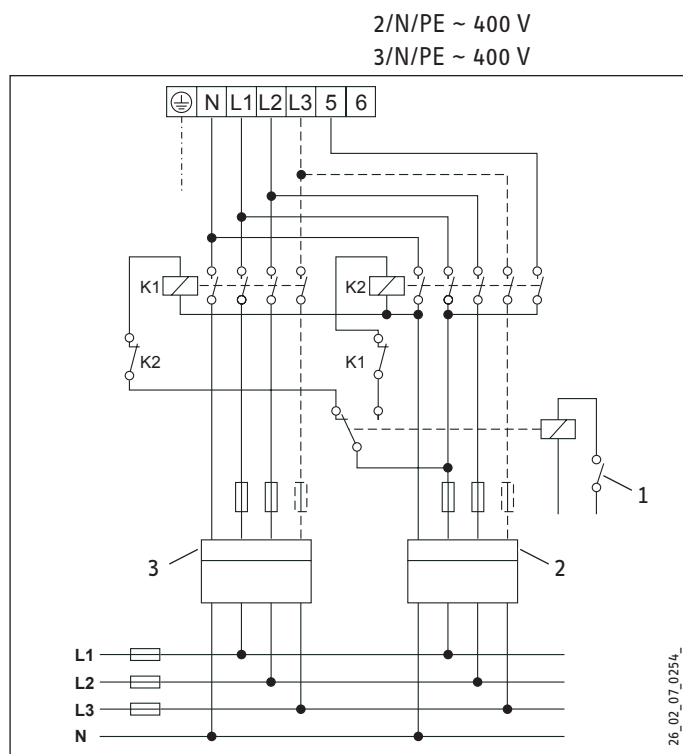 2/N/PE ~ 400 V
3/N/PE ~ 400 V
N L1 L2 L3 5 6
K1
K2
K2
K1
1
3
2
L1
L2
L3
N
26_02_07_0254_